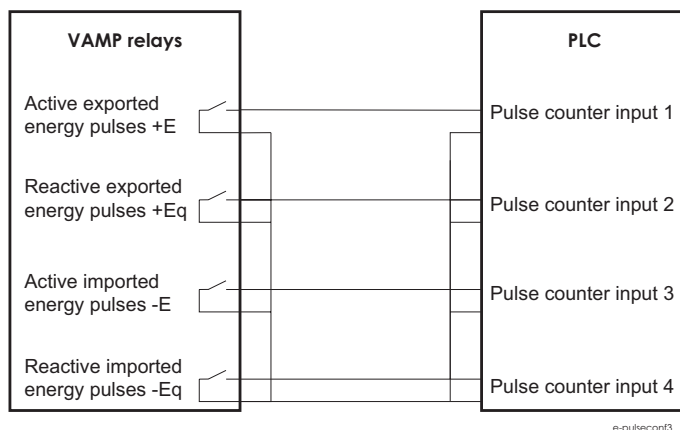 VAMP relays
PLC
Active exported
energy pulses +E
Pulse counter input 1
Reactive exported
energy pulses +Eq
Pulse counter input 2
Active imported
energy pulses -E
Pulse counter input 3
Reactive imported
energy pulses -Eq
Pulse counter input 4
e-pulseconf3